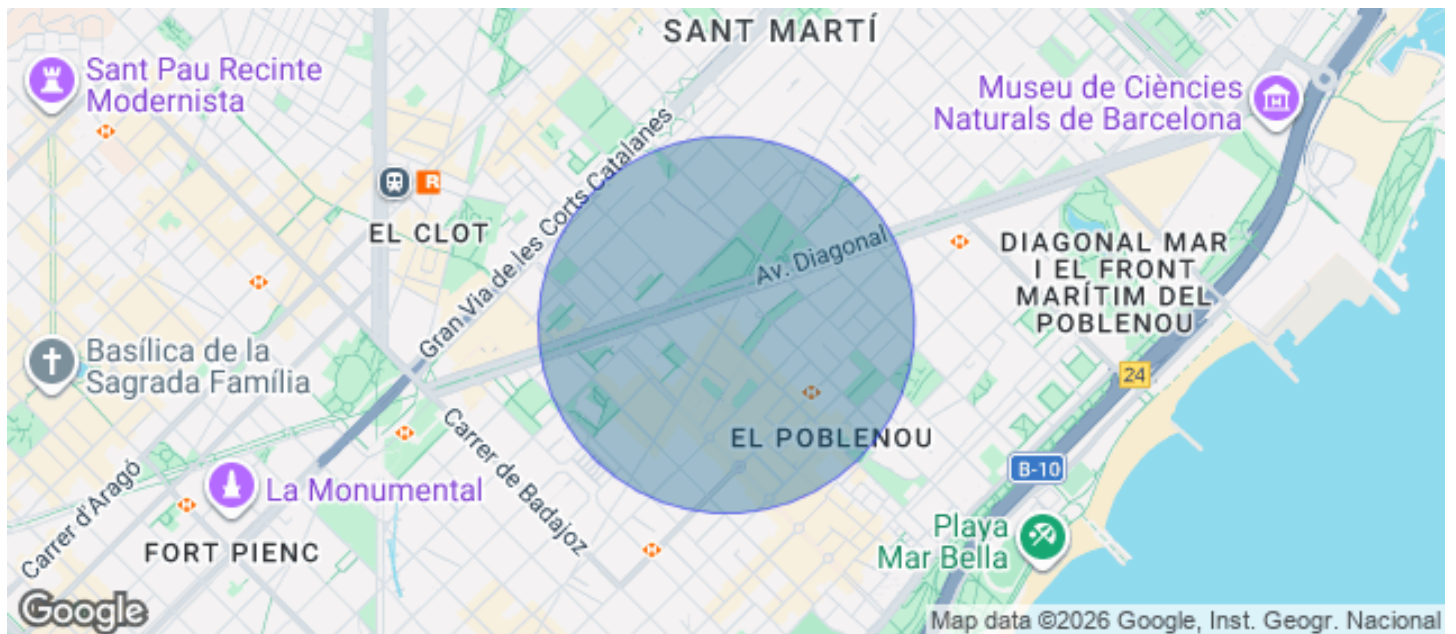 SANT MARTÍ
Sant Pau Recinte
Modernista
Museu de Ciències
Naturals de Barcelona
R
EL CLOT
Gran Via de les Corts Catalanes
Av. Diagonal
DIAGONAL MAR
I EL FRONT
MARÍTIM DEL
POBLENOU
Basílica de la
Sagrada Família
24
EL POBLENOU
Carrer de Badajoz
Carrer d'Aragó
La Monumental
B-10
FORT PIENC
Playa
Mar Bella
Google
Map data ©2026 Google, Inst. Geogr. Nacional